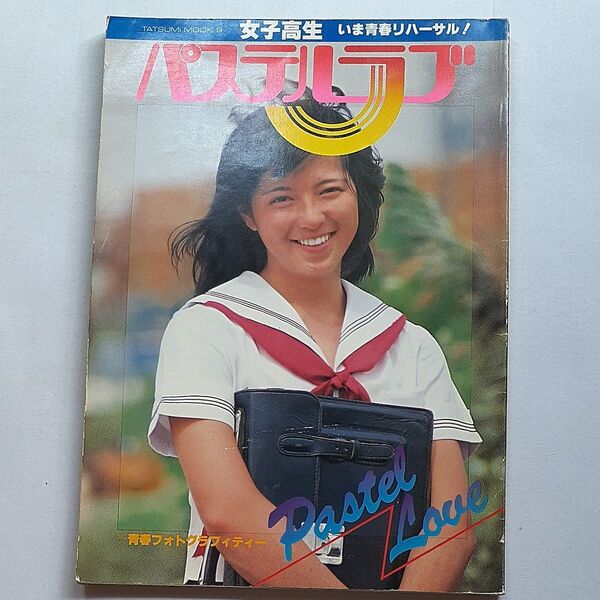 TATSUMI MOOK 9
女子高生 いま青春リハーサル!
パステルラブ
Pastel
Love
青春フォトグラフィティー